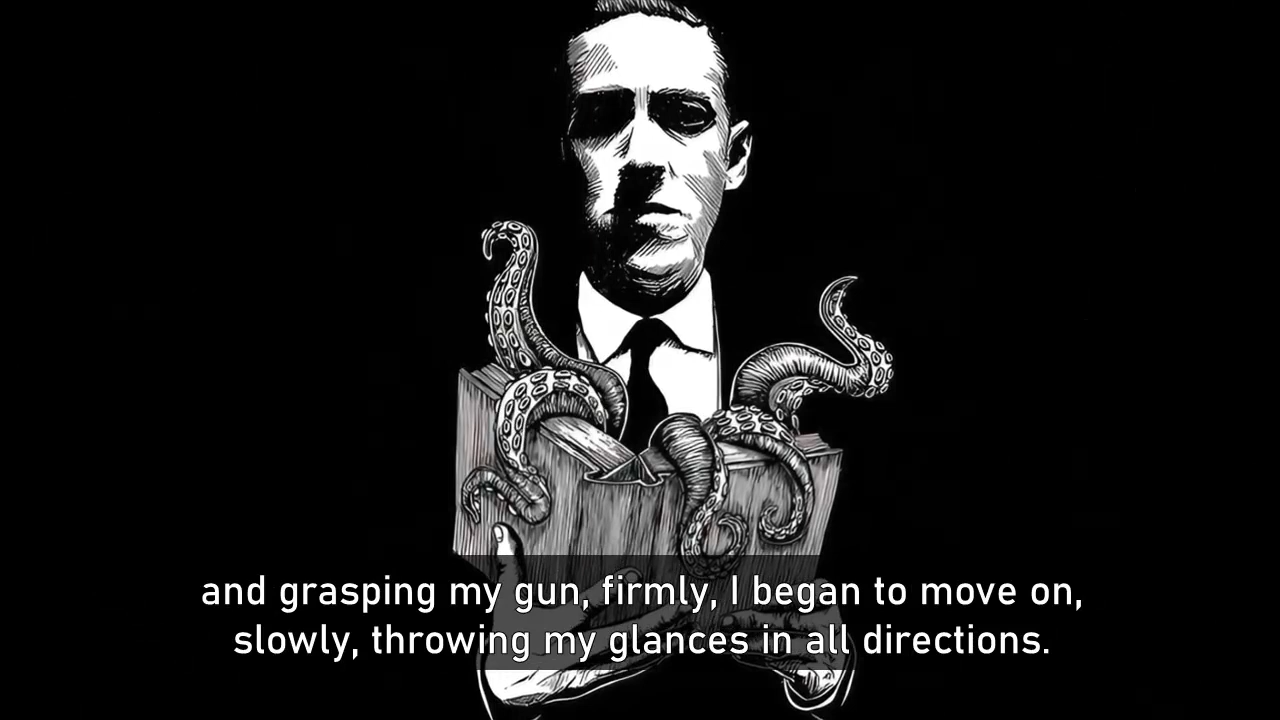 and grasping my gun, firmly, I began to move on,
slowly, throwing my glances in all directions.